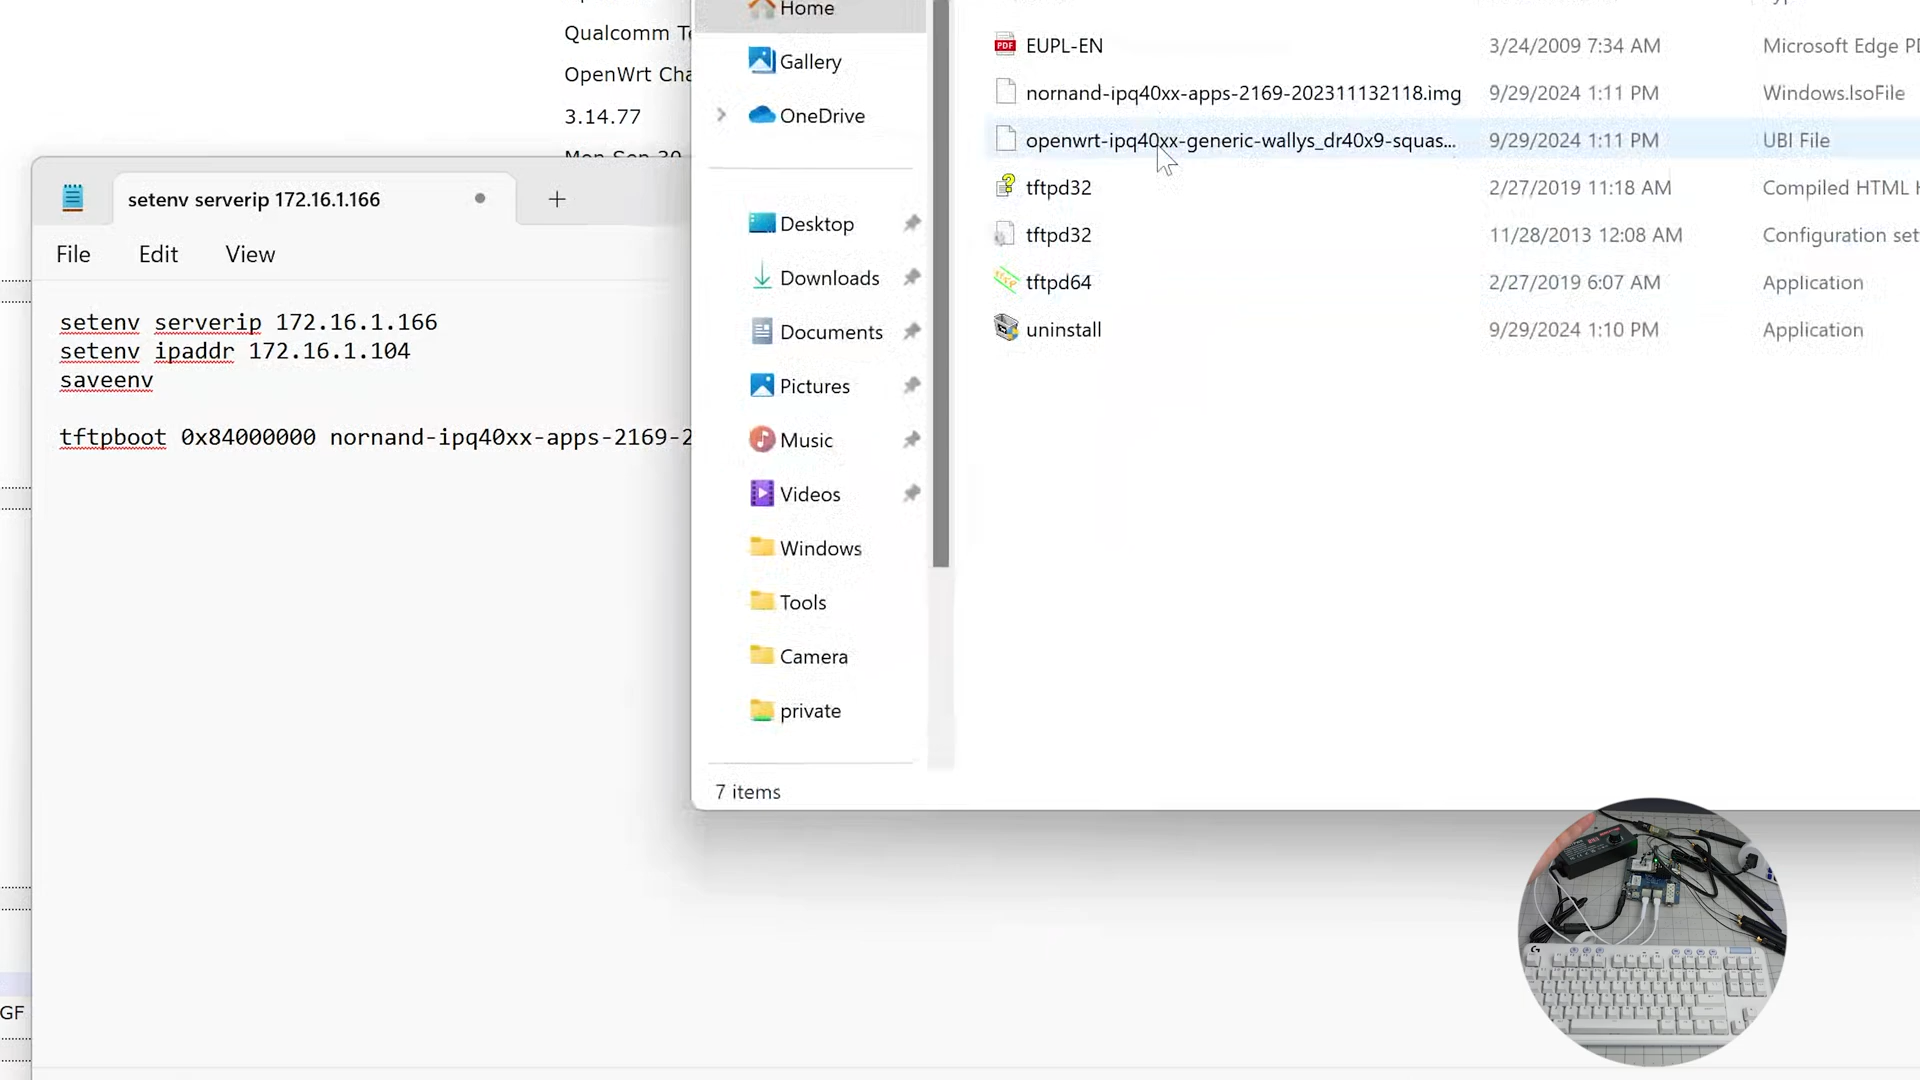 Home
Qualcomm Te
Gallery
EUPL-EN 3/24/2009 7:34 AM Microsoft Edge PD
OpenWrt Cha
nornand-ipq40xx-apps-2169-202311132118.img 9/29/2024 1:11 PM Windows.IsoFile
3.14.77
OneDrive
openwrt-ipq40xx-generic-wallys_dr40x9-squas... 9/29/2024 1:11 PM UBI File
Mon Sep 30
setenv serverip 172.16.1.166
tftpd32 2/27/2019 11:18 AM Compiled HTML H
Desktop
tftpd32 11/28/2013 12:08 AM Configuration set
File Edit View
Downloads
tftpd64 2/27/2019 6:07 AM Application
setenv serverip 172.16.1.166
Documents
uninstall 9/29/2024 1:10 PM Application
setenv ipaddr 172.16.1.104
saveenv
Pictures
tftpboot 0x84000000 nornand-ipq40xx-apps-2169-2
Music
Videos
Windows
Tools
Camera
private
7 items
GF